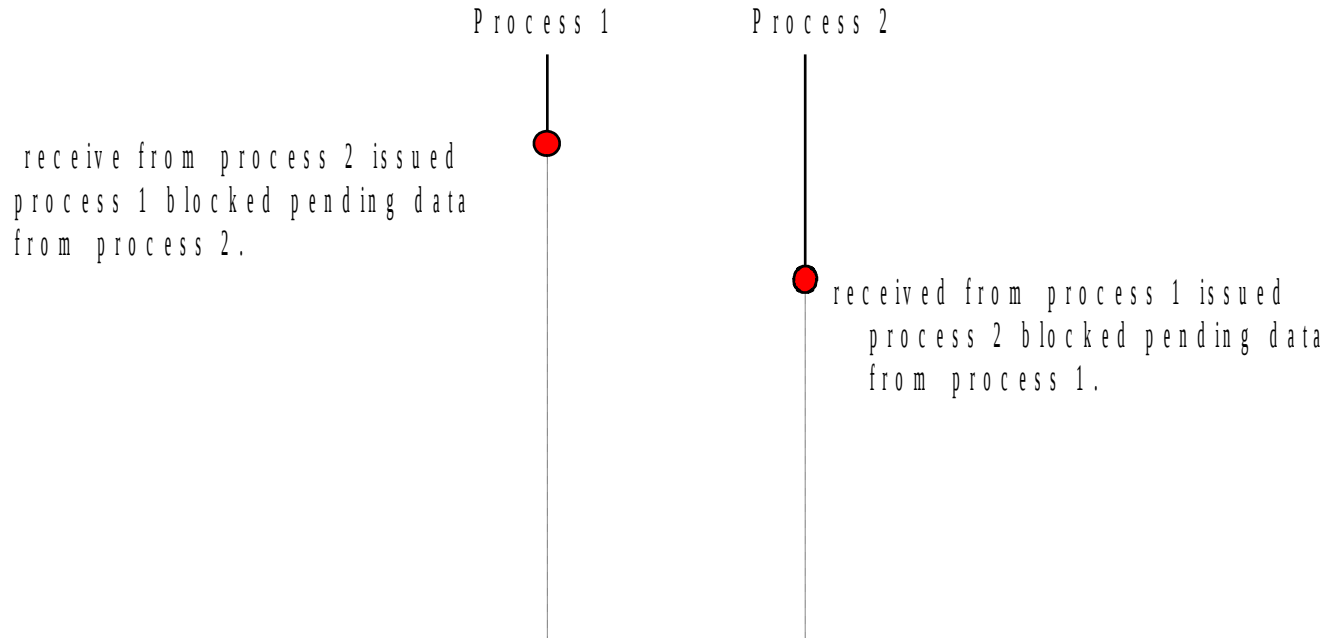 Process 1
Process 2
receive from process 2 issued
process 1 blocked pending data
from process 2.
received from process 1 issued
process 2 blocked pending data
from process 1.